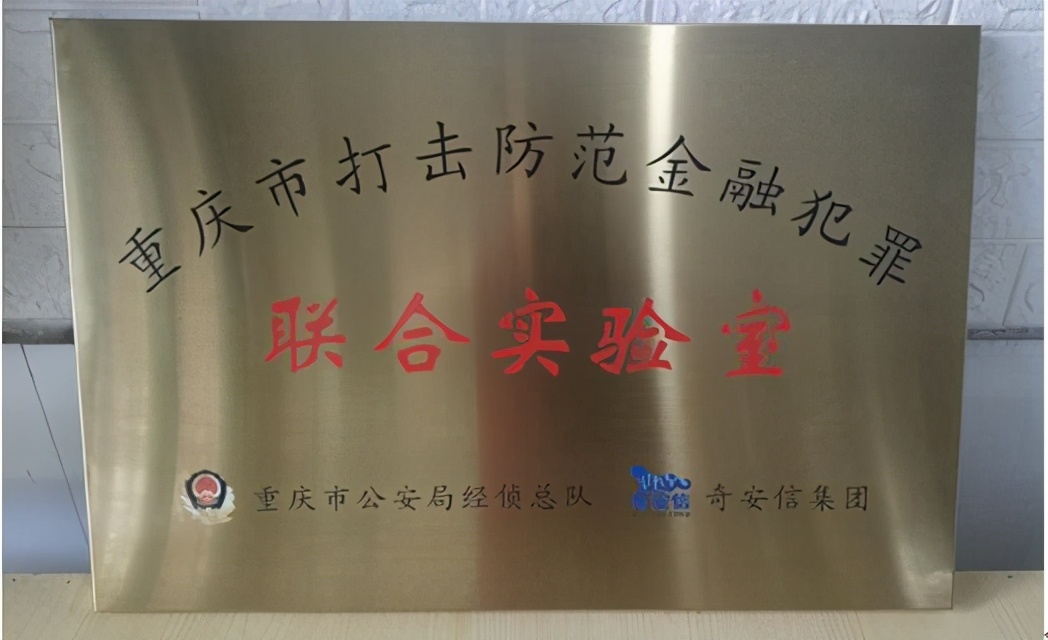 重庆市打击防范金融犯罪
联合实验室
重庆市公安局经侦总队
奇安信集团